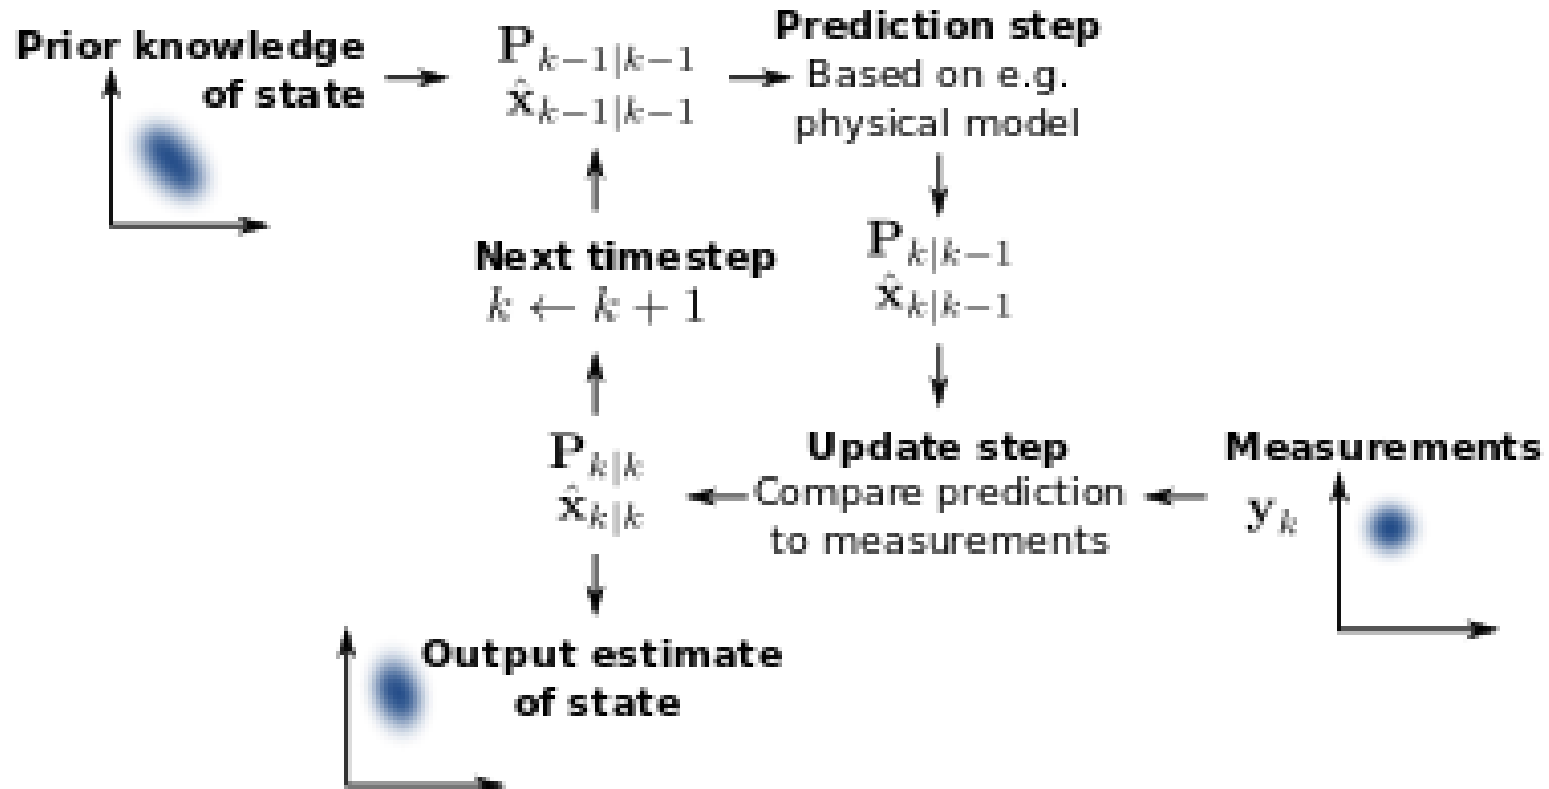 Prior knowledge
of state
P_{k−1|k−1}
x̂_{k−1|k−1}
Prediction step
Based on e.g.
physical model
Next timestep
k ← k + 1
P_{k|k−1}
x̂_{k|k−1}
P_{k|k}
x̂_{k|k}
Update step
Compare prediction
to measurements
Measurements
y_k
Output estimate
of state